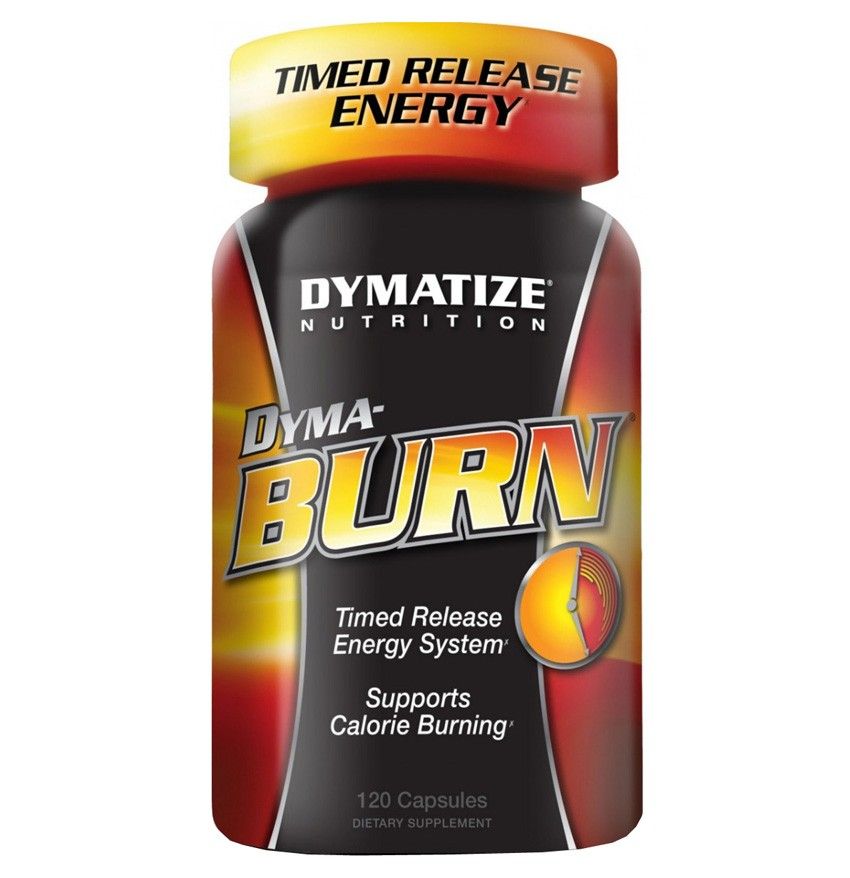 TIMED RELEASE
ENERGY×
DYMATIZE®
NUTRITION
DYMA-
BURN®
Timed Release
Energy System×
Supports
Calorie Burning×
120 Capsules
DIETARY SUPPLEMENT